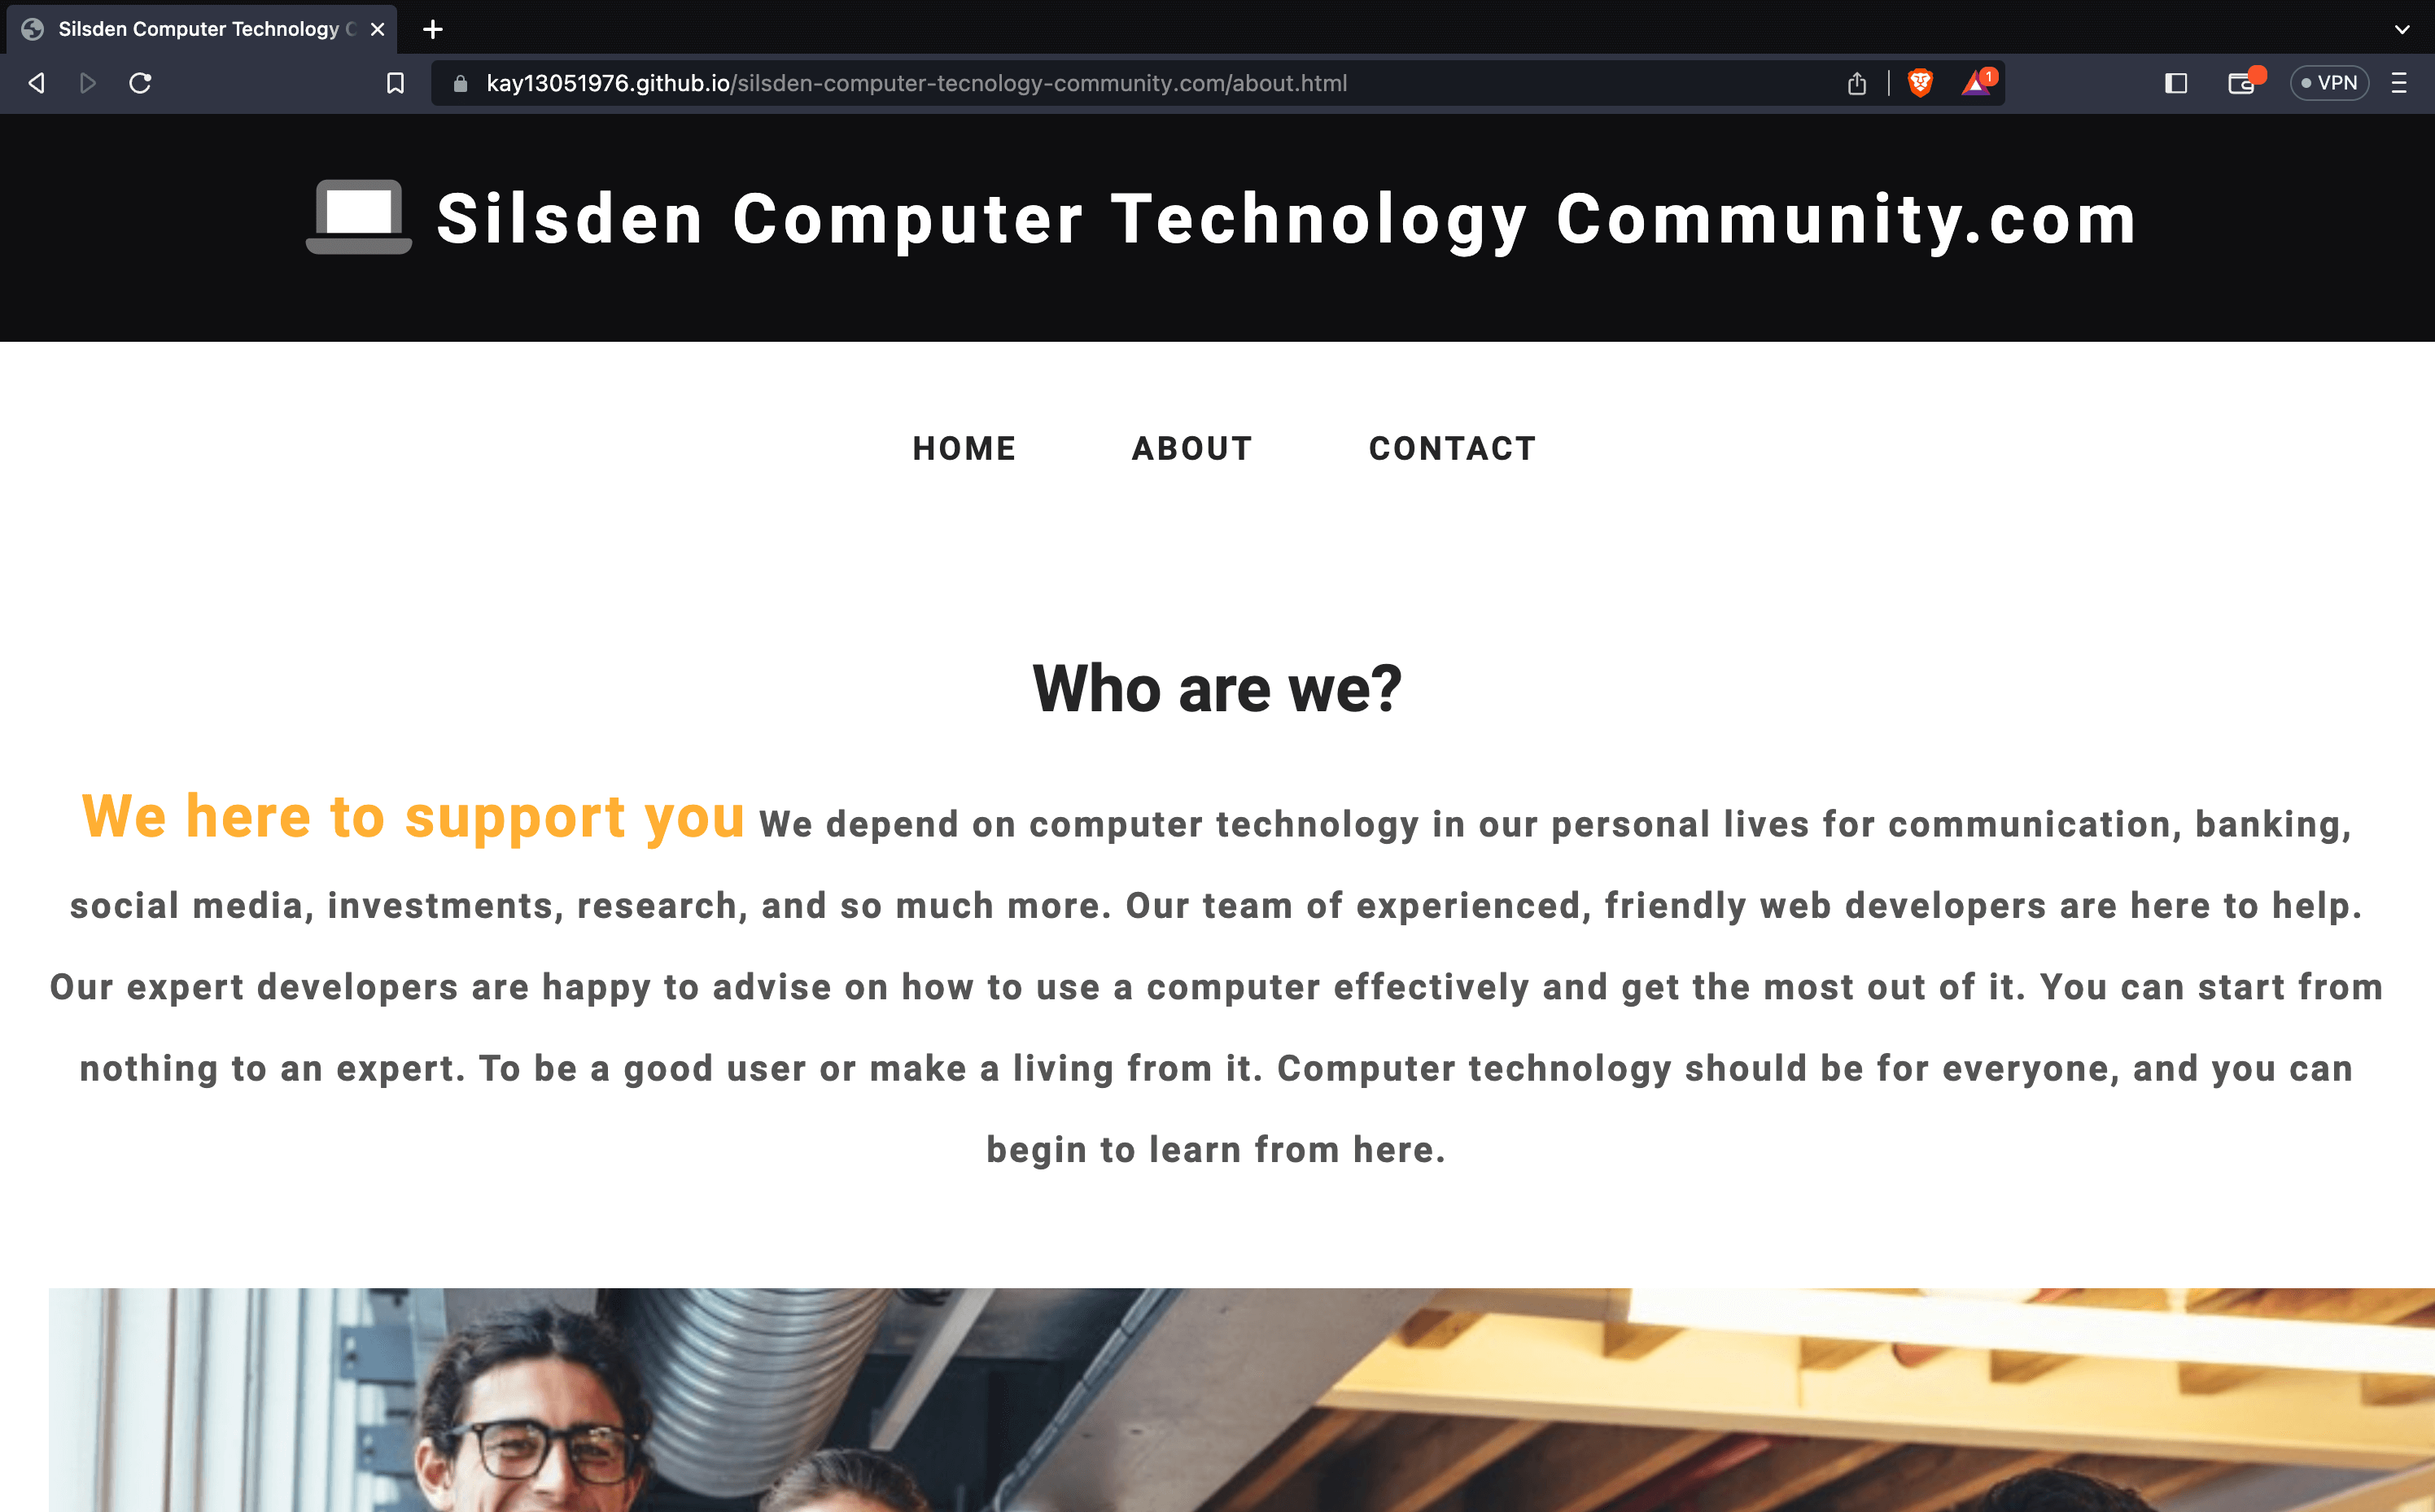 Silsden Computer Technology C
kay13051976.github.io/silsden-computer-tecnology-community.com/about.html
1
VPN
Silsden Computer Technology Community.com
HOME ABOUT CONTACT
Who are we?
We here to support you We depend on computer technology in our personal lives for communication, banking,
social media, investments, research, and so much more. Our team of experienced, friendly web developers are here to help.
Our expert developers are happy to advise on how to use a computer effectively and get the most out of it. You can start from
nothing to an expert. To be a good user or make a living from it. Computer technology should be for everyone, and you can
begin to learn from here.